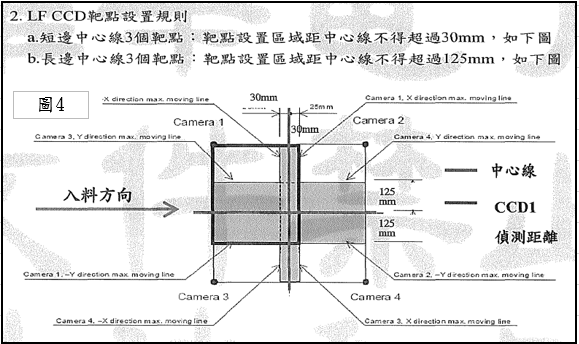 2. LF CCD靶點設置規則
a.短邊中心線3個靶點：靶點設置區域距中心線不得超過30mm，如下圖
b.長邊中心線3個靶點：靶點設置區域距中心線不得超過125mm，如下圖
圖4
-X direction max. moving line
30mm
25mm
Camera 1, X direction max. moving line
Camera 1
30mm
Camera 2
Camera 3, Y direction max. moving line
Camera 4, Y direction max. moving line
中心線
入料方向
125
mm
125
mm
CCD1
偵測距離
Camera 1, –Y direction max. moving line
Camera 2, –Y direction max. moving line
Camera 3
Camera 4
Camera 4, –X direction max. moving line
Camera 3, X direction max. moving line